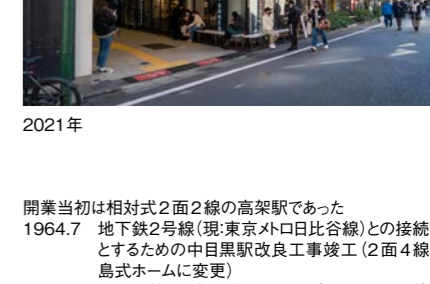 2021年
開業当初は相対式2面2線の高架駅であった
1964.7 地下鉄2号線(現:東京メトロ日比谷線)との接続
とするための中目黒駅改良工事竣工(2面4線
島式ホームに変更)